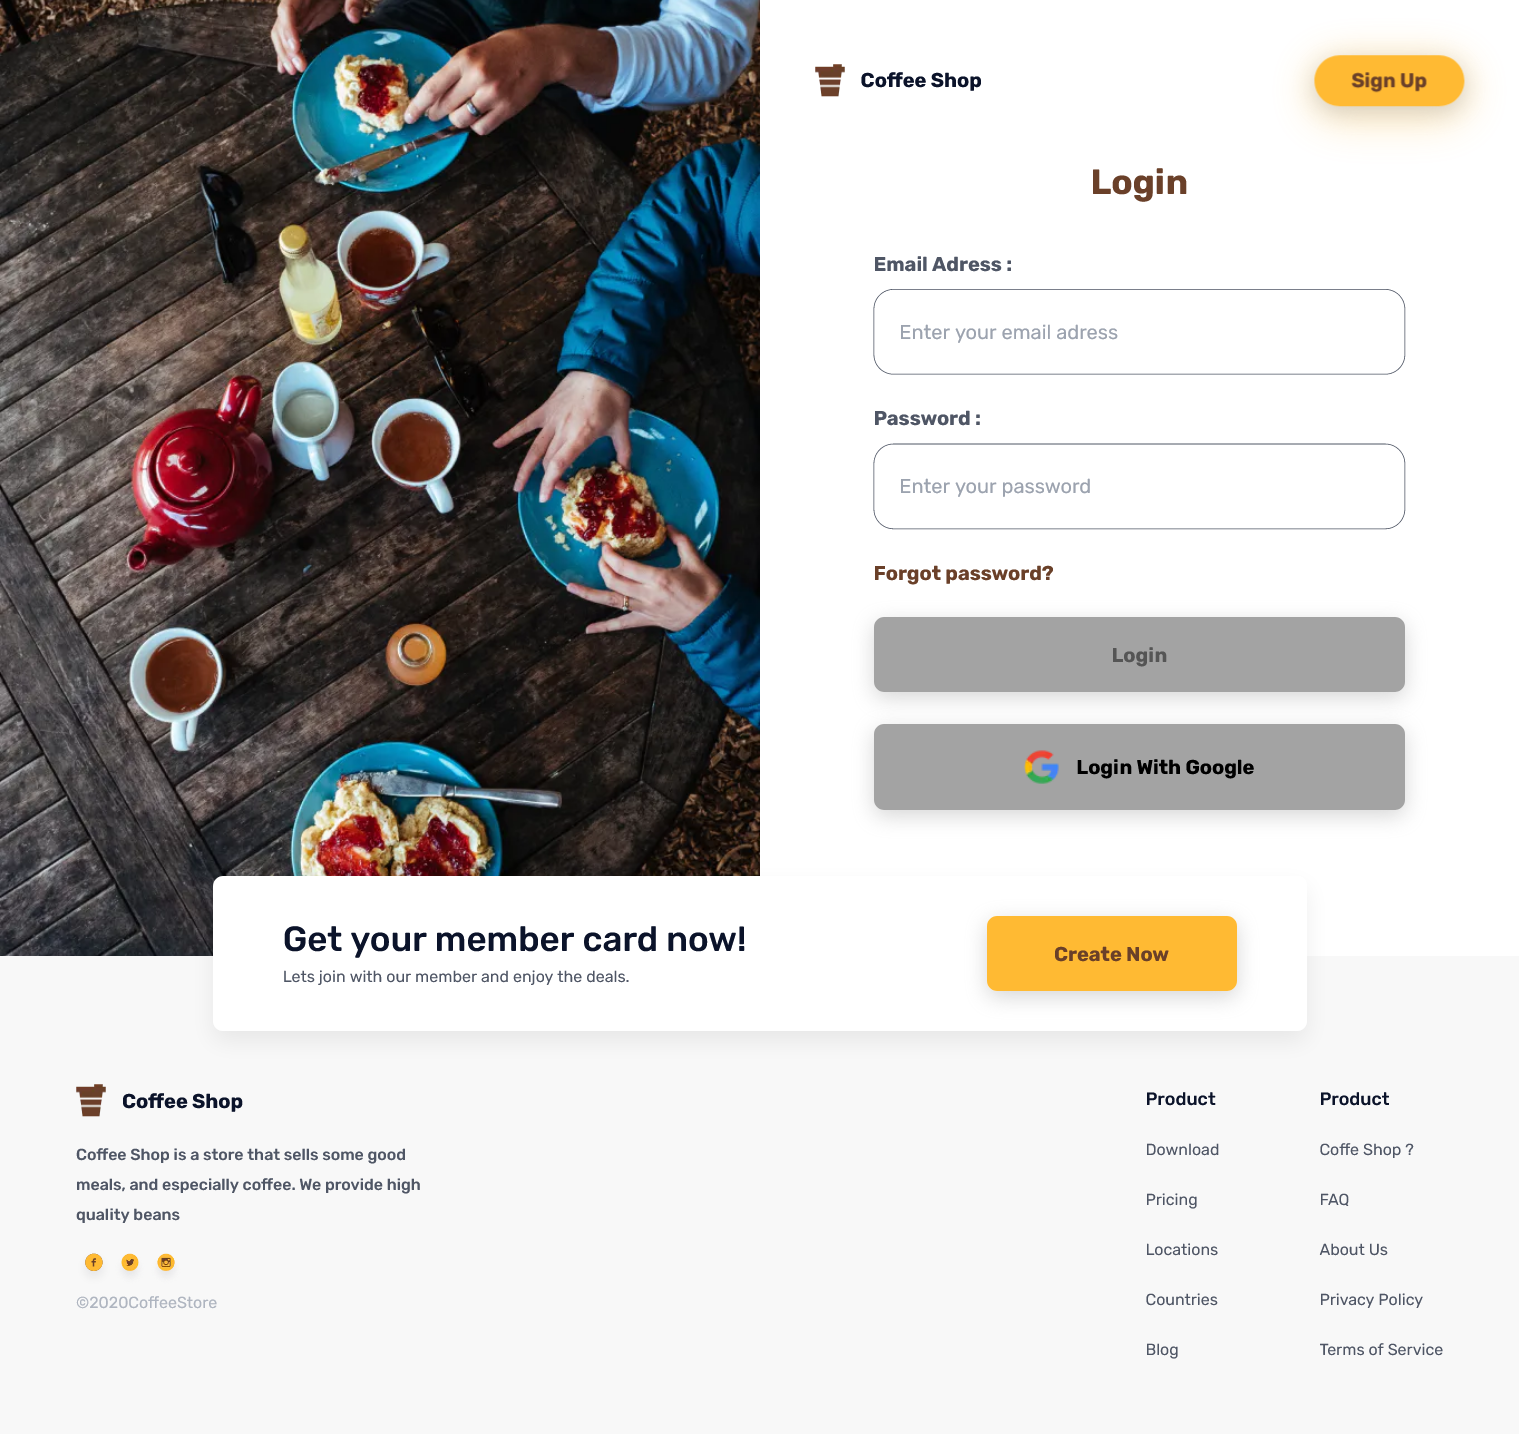 Coffee Shop
Sign Up
Login
Email Adress :
Enter your email adress
Password :
Enter your password
Forgot password?
Login
Login With Google
Get your member card now!
Lets join with our member and enjoy the deals.
Create Now
Coffee Shop
Coffee Shop is a store that sells some good
meals, and especially coffee. We provide high
quality beans
©2020CoffeeStore
Product
Download
Pricing
Locations
Countries
Blog
Product
Coffe Shop ?
FAQ
About Us
Privacy Policy
Terms of Service